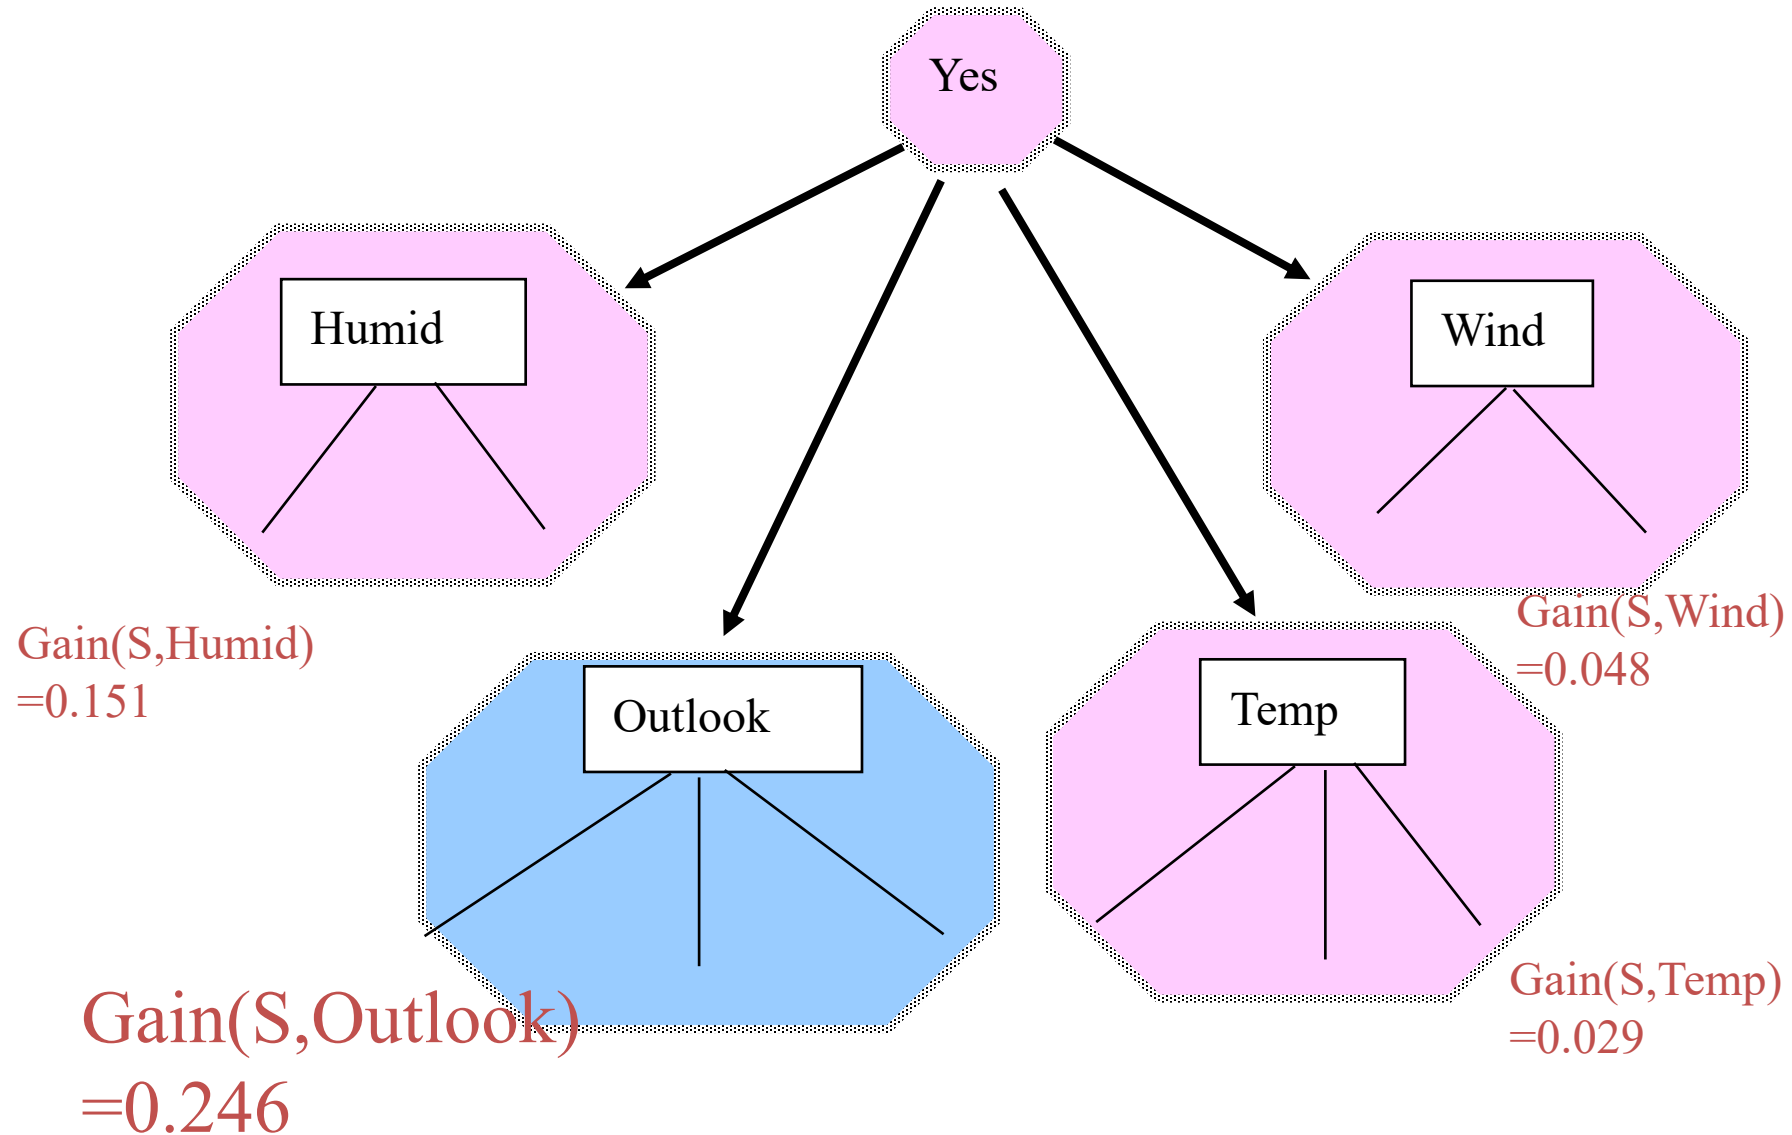 Yes
Humid
Wind
Gain(S,Humid)
=0.151
Gain(S,Wind)
=0.048
Outlook
Temp
Gain(S,Outlook)
=0.246
Gain(S,Temp)
=0.029